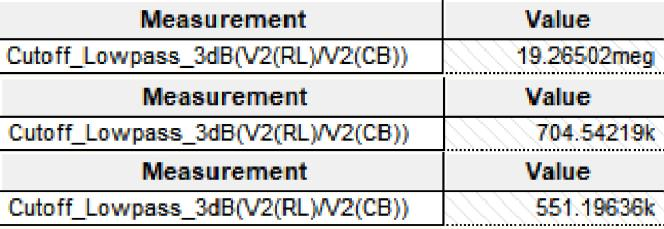 Measurement Value
Cutoff_Lowpass_3dB(V2(RL)/V2(CB)) 19.26502meg
Measurement Value
Cutoff_Lowpass_3dB(V2(RL)/V2(CB)) 704.54219k
Measurement Value
Cutoff_Lowpass_3dB(V2(RL)/V2(CB)) 551.19636k